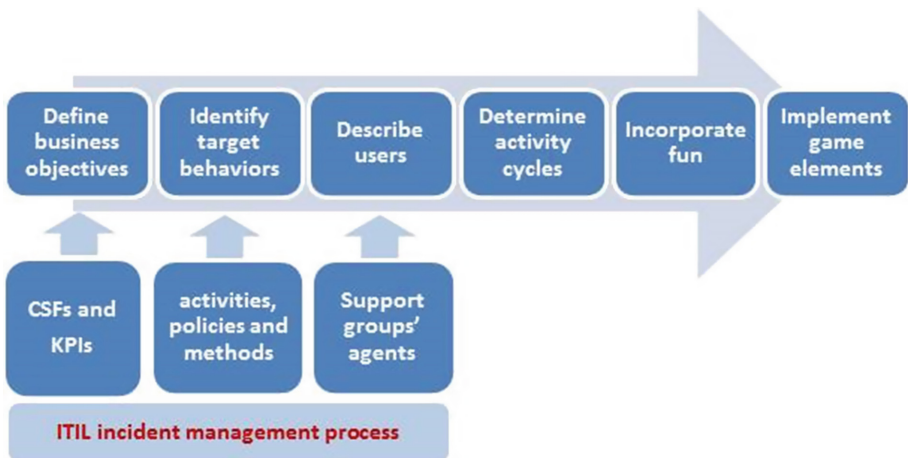 Define
business
objectives
Identify
target
behaviors
Describe
users
Determine
activity
cycles
Incorporate
fun
Implement
game
elements
CSFs and
KPIs
activities,
policies and
methods
Support
groups’
agents
ITIL incident management process